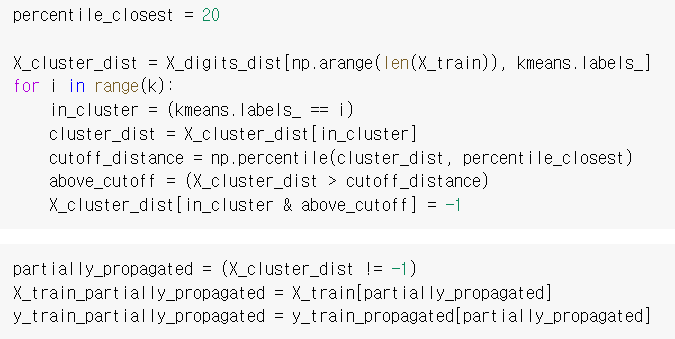 percentile_closest = 20
X_cluster_dist = X_digits_dist[np.arange(len(X_train)), kmeans.labels_]
for i in range(k):
    in_cluster = (kmeans.labels_ == i)
    cluster_dist = X_cluster_dist[in_cluster]
    cutoff_distance = np.percentile(cluster_dist, percentile_closest)
    above_cutoff = (X_cluster_dist > cutoff_distance)
    X_cluster_dist[in_cluster & above_cutoff] = -1
partially_propagated = (X_cluster_dist != -1)
X_train_partially_propagated = X_train[partially_propagated]
y_train_partially_propagated = y_train_propagated[partially_propagated]